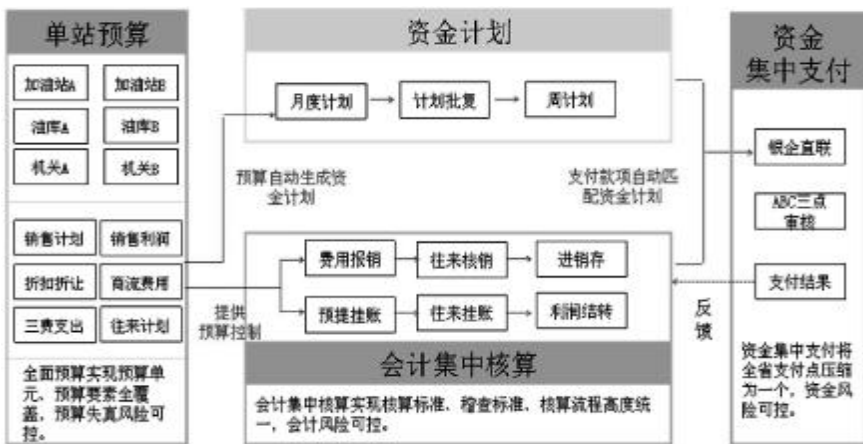 单站预算
加油站A
加油站B
油库A
油库B
机关A
机关B
销售计划
销售利润
折扣折让
商流费用
三费支出
往来计划
全面预算实现预算单
元、预算要素全覆
盖,预算失真风险可
控。
资金计划
月度计划
计划批复
周计划
预算自动生成资
金计划
支付款项自动匹
配资金计划
提供
预算控制
费用报销
往来核销
进销存
预提挂账
往来挂账
利润结转
会计集中核算
会计集中核算实现核算标准、稽查标准、核算流程高度统
一,会计风险可控。
反
馈
资金
集中支付
银企直联
ABC三点
审核
支付结果
资金集中支付将
全省支付点压缩
为一个,资金风
险可控。